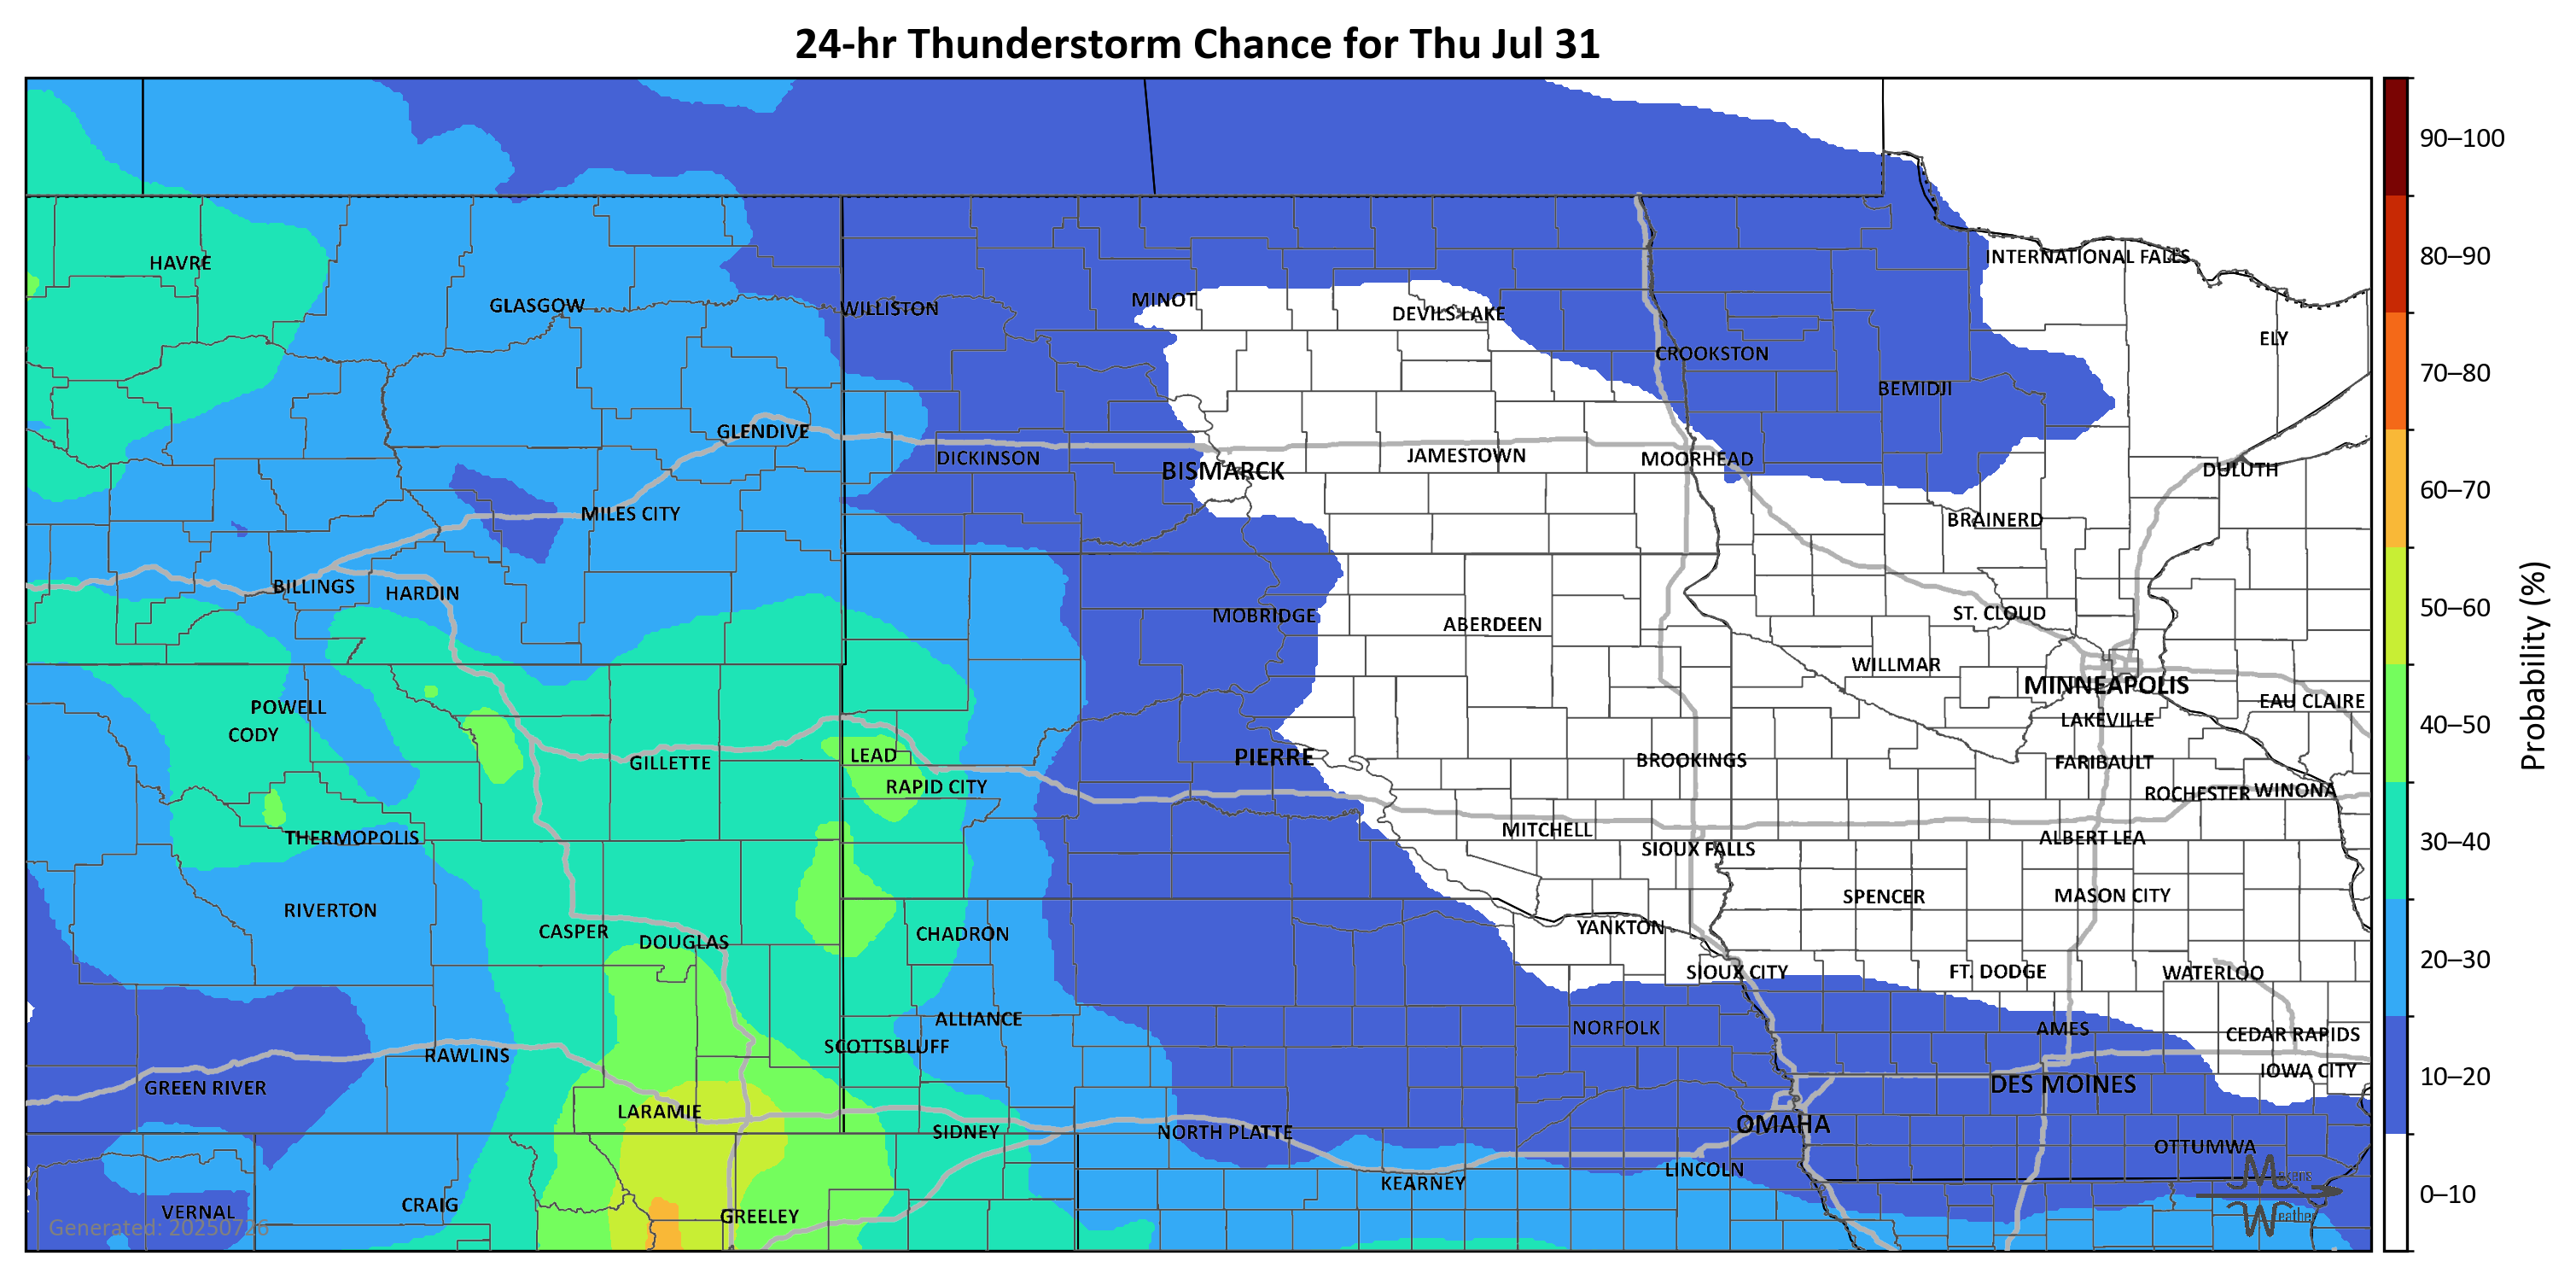 24-hr Thunderstorm Chance for Thu Jul 31
90–100
80–90
70–80
60–70
50–60
40–50
30–40
20–30
10–20
0–10
Probability (%)
INTERNATIONAL FALLS
HAVRE
GLASGOW
WILLISTON
MINOT
DEVILS LAKE
ELY
CROOKSTON
BEMIDJI
GLENDIVE
DICKINSON
BISMARCK
JAMESTOWN
MOORHEAD
DULUTH
MILES CITY
BRAINERD
BILLINGS
HARDIN
MOBRIDGE
ABERDEEN
ST. CLOUD
WILLMAR
MINNEAPOLIS
EAU CLAIRE
POWELL
LAKEVILLE
CODY
LEAD
PIERRE
BROOKINGS
FARIBAULT
GILLETTE
RAPID CITY
ROCHESTER
WINONA
THERMOPOLIS
MITCHELL
ALBERT LEA
SIOUX FALLS
RIVERTON
SPENCER
MASON CITY
CASPER
DOUGLAS
CHADRON
YANKTON
SIOUX CITY
FT. DODGE
WATERLOO
ALLIANCE
NORFOLK
AMES
CEDAR RAPIDS
RAWLINS
SCOTTSBLUFF
IOWA CITY
GREEN RIVER
DES MOINES
LARAMIE
OMAHA
SIDNEY
NORTH PLATTE
OTTUMWA
LINCOLN
KEARNEY
CRAIG
VERNAL
GREELEY
Generated: 20250726
Makens
Weather